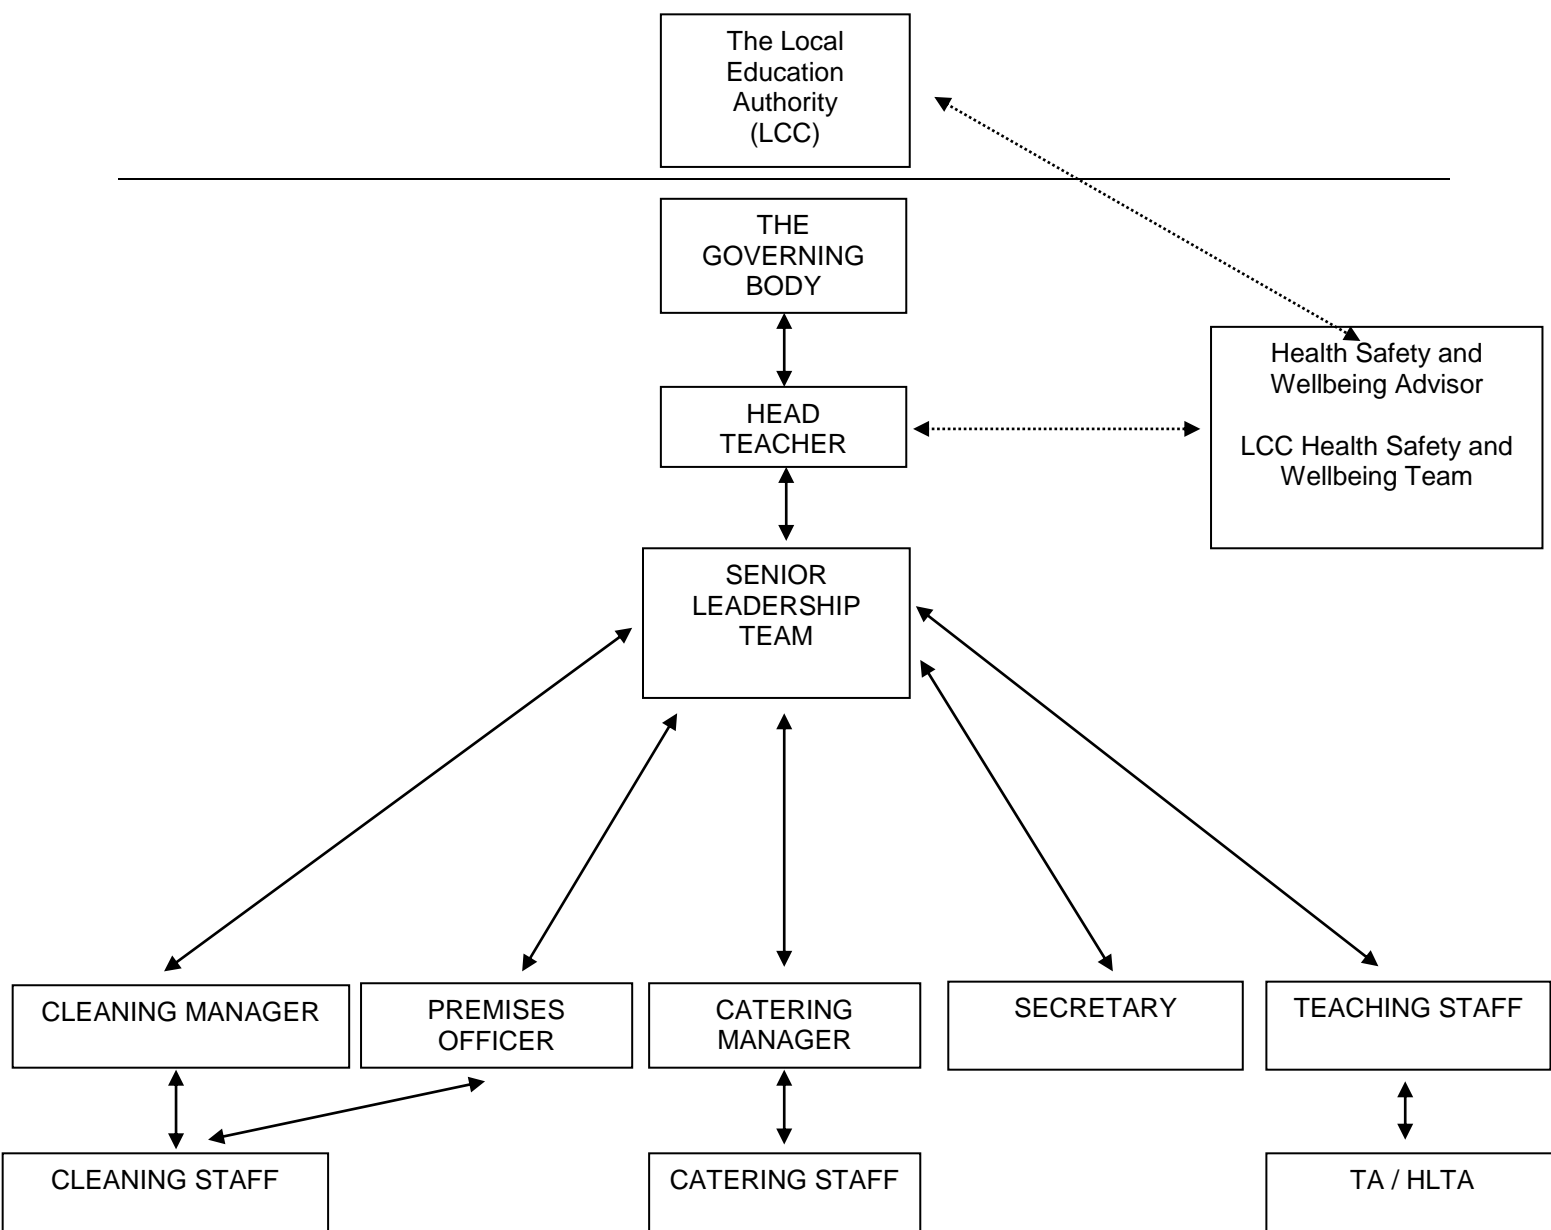 The Local
Education
Authority
(LCC)
THE
GOVERNING
BODY
Health Safety and
Wellbeing Advisor
LCC Health Safety and
Wellbeing Team
HEAD
TEACHER
SENIOR
LEADERSHIP
TEAM
CLEANING MANAGER
PREMISES
OFFICER
CATERING
MANAGER
SECRETARY
TEACHING STAFF
CLEANING STAFF
CATERING STAFF
TA / HLTA